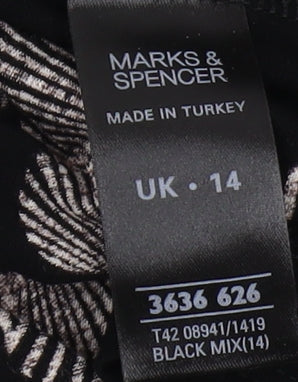 MARKS &
SPENCER
MADE IN TURKEY
UK • 14
3636 626
T42 08941/1419
BLACK MIX(14)